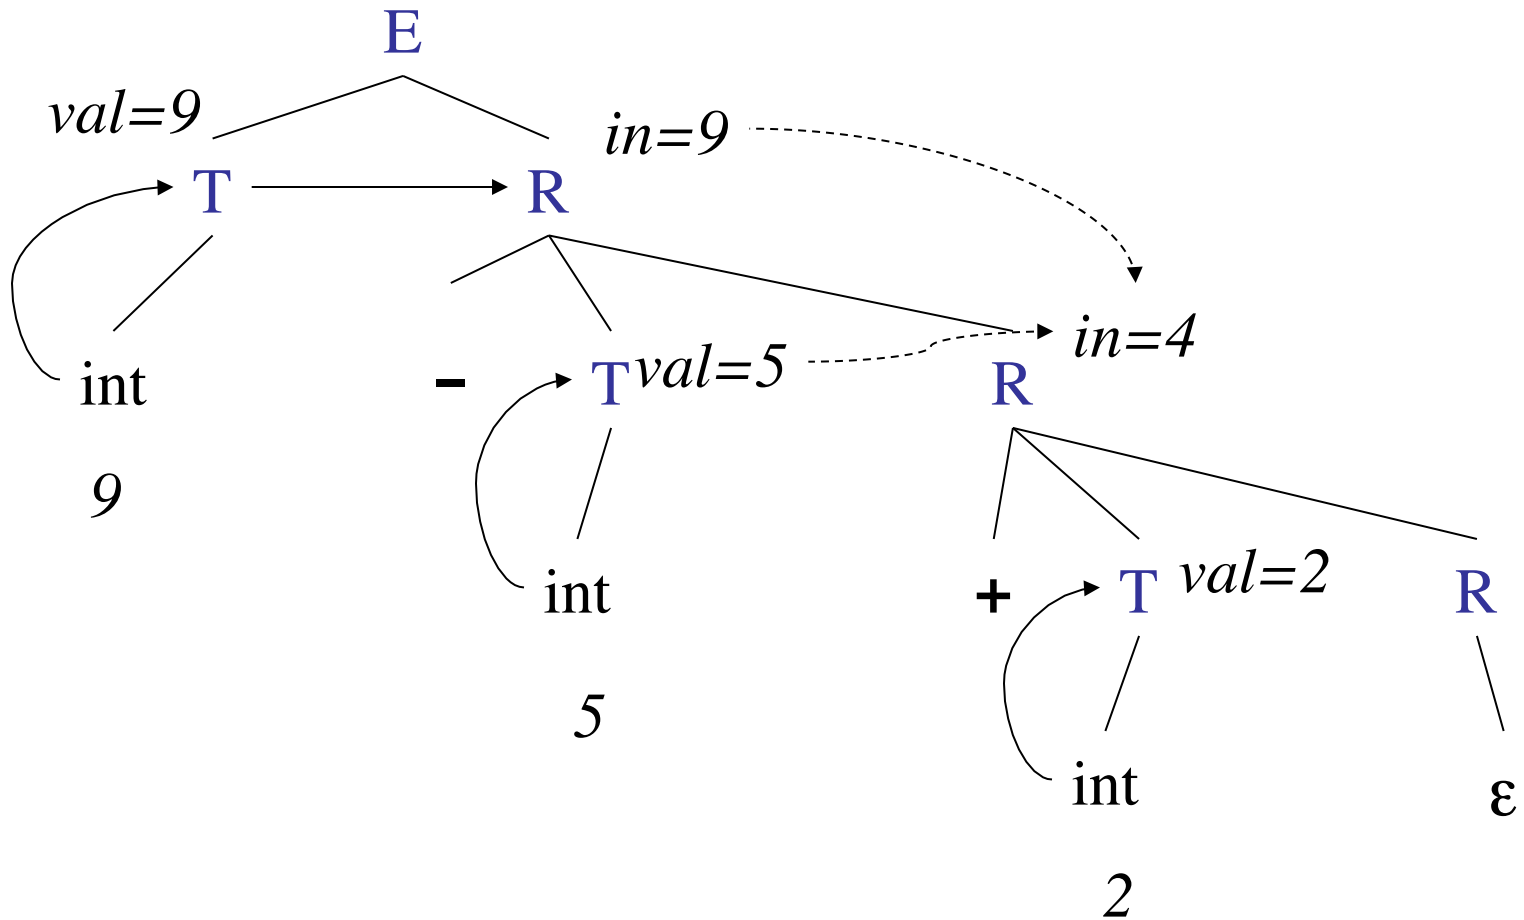 E
val=9
in=9
T
R
in=4
int
-
T
val=5
R
9
int
+
T
val=2
R
5
int
ε
2